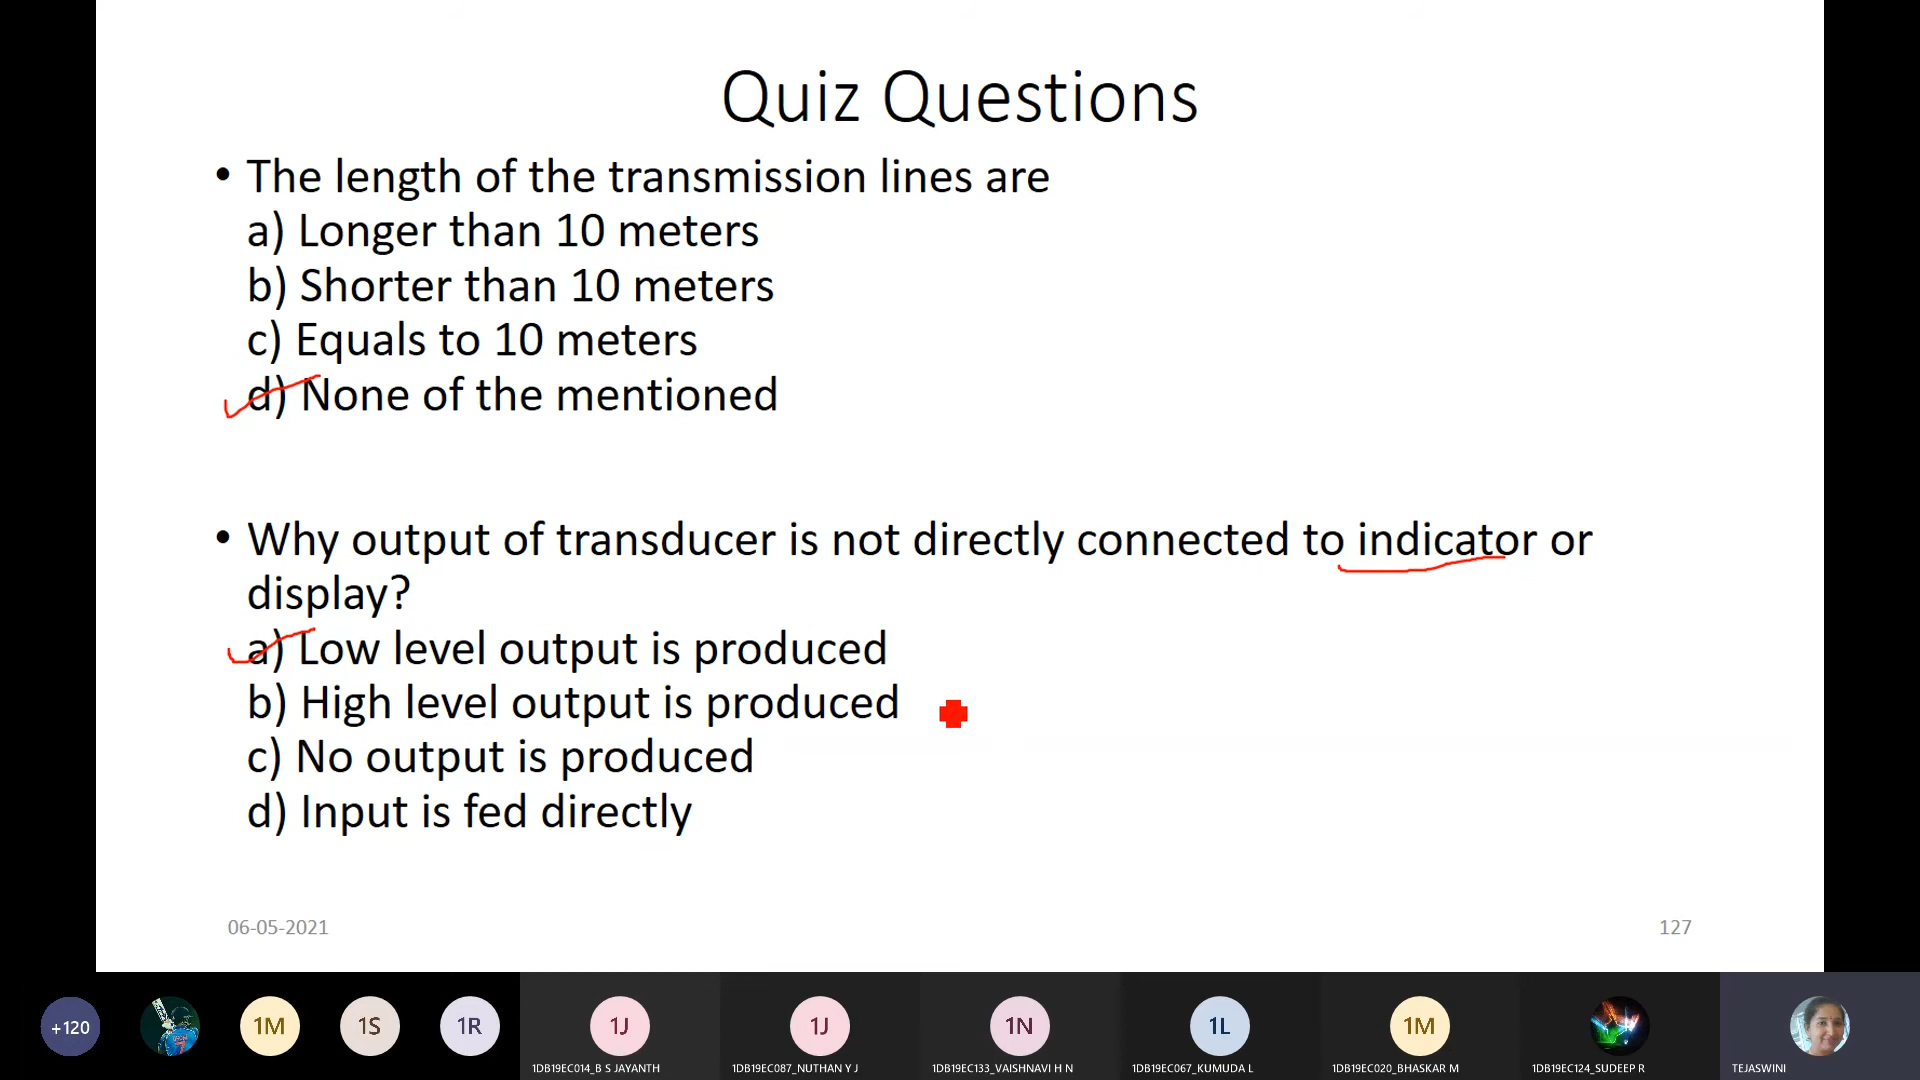 Quiz Questions
• The length of the transmission lines are
a) Longer than 10 meters
b) Shorter than 10 meters
c) Equals to 10 meters
d) None of the mentioned
• Why output of transducer is not directly connected to indicator or
display?
a) Low level output is produced
b) High level output is produced
c) No output is produced
d) Input is fed directly
06-05-2021
127
+120
1M
1S
1R
1J
1J
1N
1L
1M
1DB19EC014_B S JAYANTH
1DB19EC087_NUTHAN Y J
1DB19EC133_VAISHNAVI H N
1DB19EC067_KUMUDA L
1DB19EC020_BHASKAR M
1DB19EC124_SUDEEP R
TEJASWINI